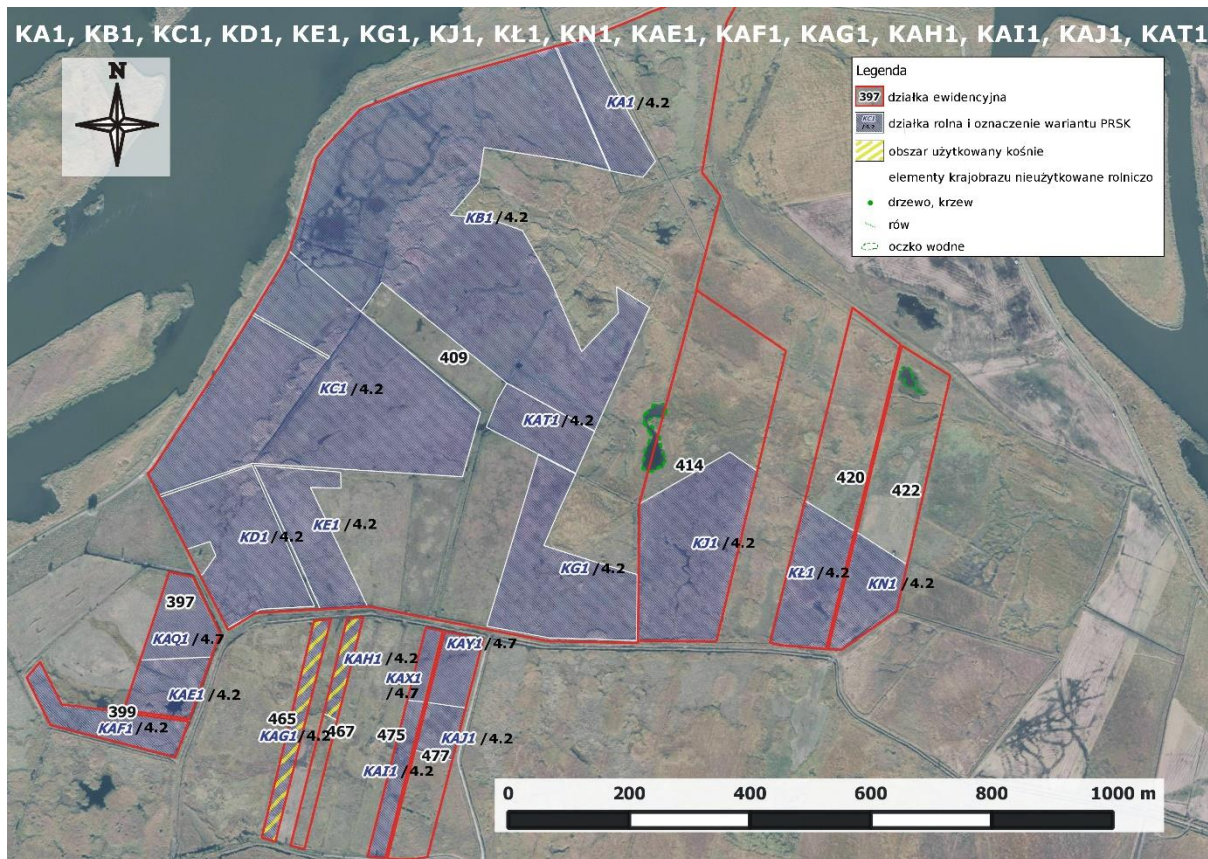 KA1, KB1, KC1, KD1, KE1, KG1, KJ1, KŁ1, KN1, KAE1, KAF1, KAG1, KAH1, KAI1, KAJ1, KAT1
N
Legenda
397 działka ewidencyjna
działka rolna i oznaczenie wariantu PRSK
obszar użytkowany kośnie
elementy krajobrazu nieużytkowane rolniczo
drzewo, krzew
rów
oczko wodne
KA1 /4.2
KB1 /4.2
409
KC1 /4.2
KAT1 /4.2
414
420
422
KD1 /4.2
KE1 /4.2
KG1 /4.2
KJ1 /4.2
KŁ1 /4.2
KN1 /4.2
397
KAQ1 /4.7
KAE1 /4.2
399
KAF1 /4.2
KAH1 /4.2
KAX1
/4.7
KAY1 /4.7
465
KAG1 /4.2
467
475
477
KAJ1 /4.2
KAI1 /4.2
0 200 400 600 800 1000 m